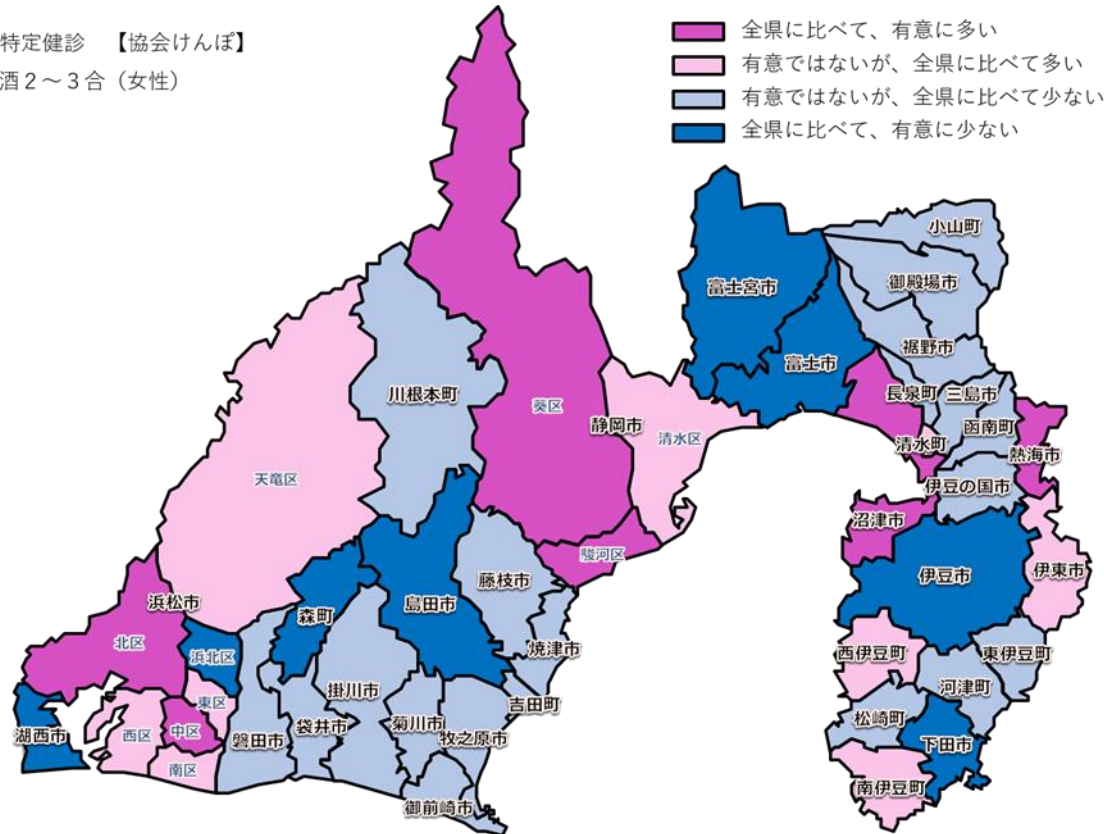 特定健診　【協会けんぽ】
酒２～３合（女性）
全県に比べて、有意に多い
有意ではないが、全県に比べて多い
有意ではないが、全県に比べて少ない
全県に比べて、有意に少ない
小山町
御殿場市
富士宮市
裾野市
富士市
川根本町
長泉町
三島市
葵区
静岡市
函南町
清水区
清水町
熱海市
天竜区
伊豆の国市
沼津市
駿河区
伊豆市
伊東市
藤枝市
浜松市
島田市
森町
北区
焼津市
浜北区
西伊豆町
東伊豆町
掛川市
河津町
東区
吉田町
松崎町
袋井市
菊川市
湖西市
西区
中区
磐田市
牧之原市
下田市
南区
南伊豆町
御前崎市